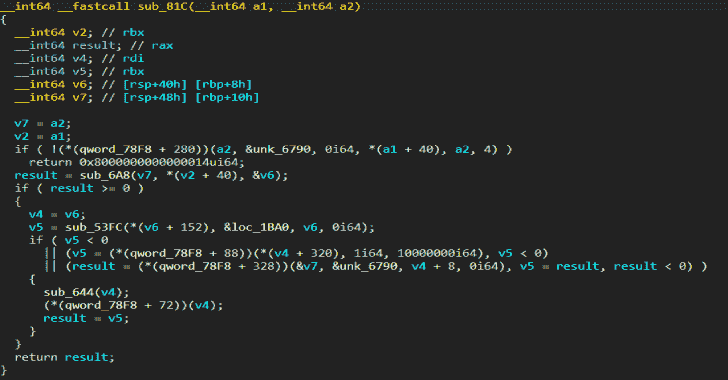 __int64 __fastcall sub_81C(__int64 a1, __int64 a2)
{
__int64 v2; // rbx
__int64 result; // rax
__int64 v4; // rdi
__int64 v5; // rbx
__int64 v6; // [rsp+40h] [rbp+8h]
__int64 v7; // [rsp+48h] [rbp+10h]
v7 = a2;
v2 = a1;
if ( !(*(qword_78F8 + 280))(a2, &unk_6790, 0i64, *(a1 + 40), a2, 4) )
return 0x8000000000000014ui64;
result = sub_6A8(v7, *(v2 + 40), &v6);
if ( result >= 0 )
{
v4 = v6;
v5 = sub_53FC(*(v6 + 152), &loc_1BA0, v6, 0i64);
if ( v5 < 0
|| (v5 = (*(qword_78F8 + 88))(*(v4 + 320), 1i64, 10000000i64), v5 < 0)
|| (result = (*(qword_78F8 + 328))(&v7, &unk_6790, v4 + 8, 0i64), v5 = result, result < 0) )
{
sub_644(v4);
(*(qword_78F8 + 72))(v4);
result = v5;
}
}
return result;
}